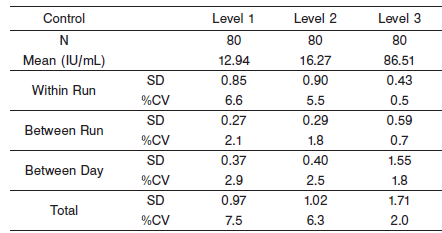 Control Level 1 Level 2 Level 3
N 80 80 80
Mean (IU/mL) 12.94 16.27 86.51
Within Run SD 0.85 0.90 0.43
%CV 6.6 5.5 0.5
Between Run SD 0.27 0.29 0.59
%CV 2.1 1.8 0.7
Between Day SD 0.37 0.40 1.55
%CV 2.9 2.5 1.8
Total SD 0.97 1.02 1.71
%CV 7.5 6.3 2.0